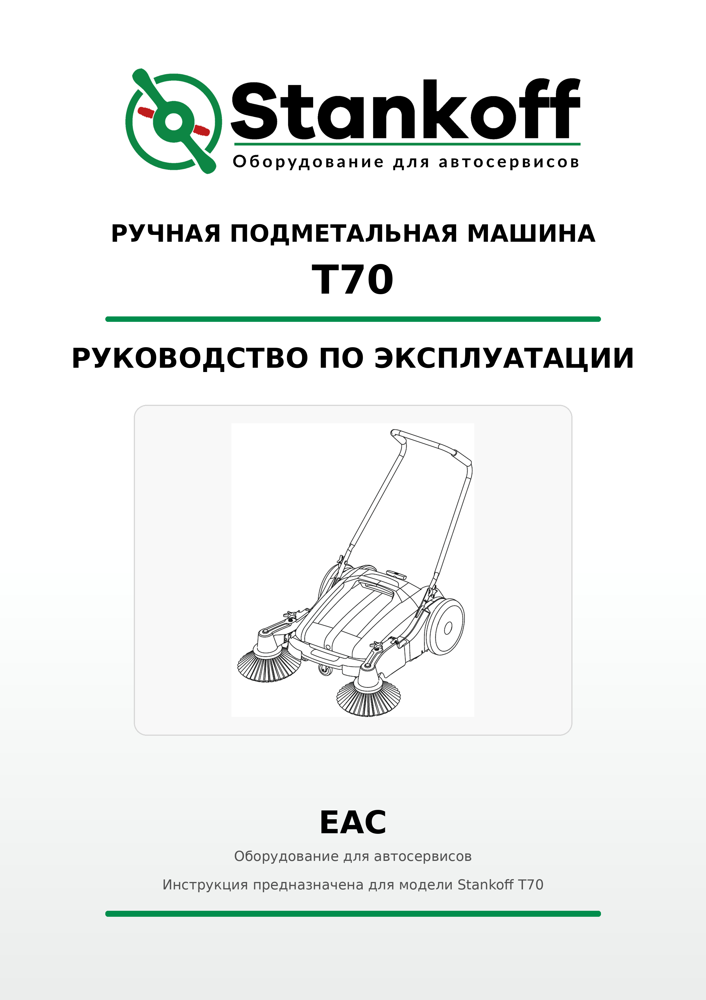 Stankoff
Оборудование для автосервисов
РУЧНАЯ ПОДМЕТАЛЬНАЯ МАШИНА
T70
РУКОВОДСТВО ПО ЭКСПЛУАТАЦИИ
EAC
Оборудование для автосервисов
Инструкция предназначена для модели Stankoff T70